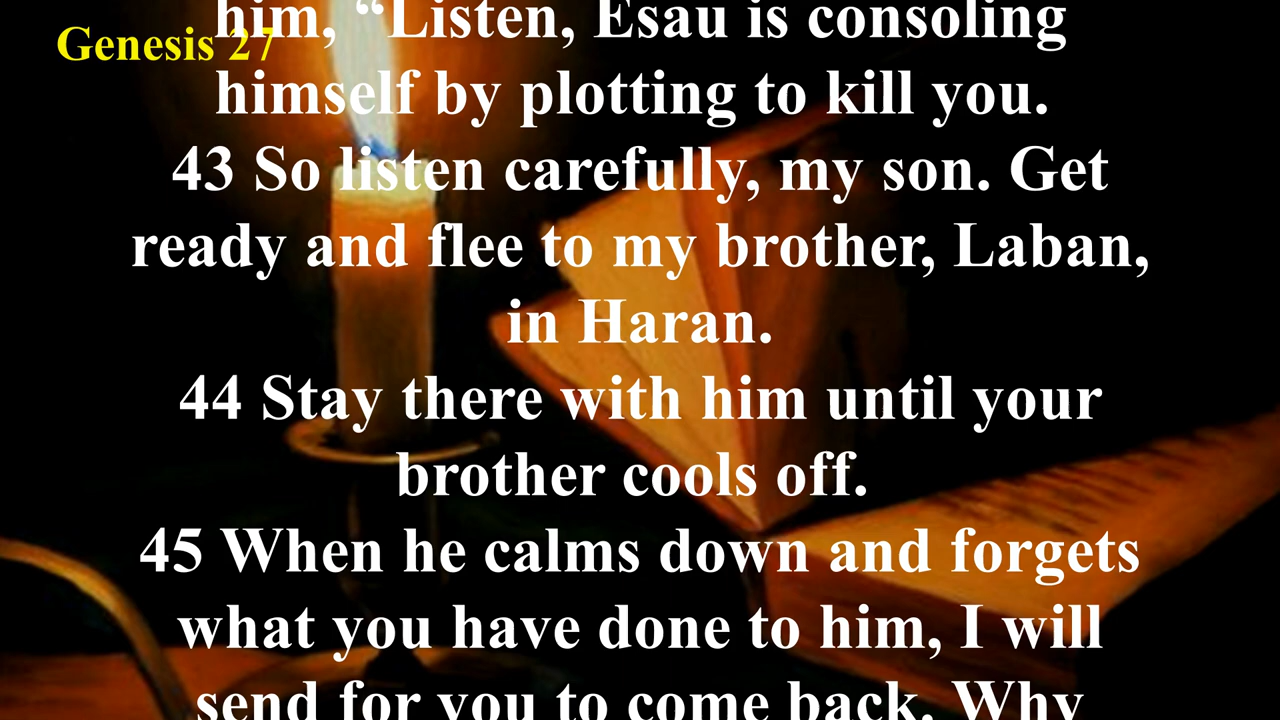 him, “Listen, Esau is consoling
Genesis 27
himself by plotting to kill you.
43 So listen carefully, my son. Get
ready and flee to my brother, Laban,
in Haran.
44 Stay there with him until your
brother cools off.
45 When he calms down and forgets
what you have done to him, I will
send for you to come back. Why